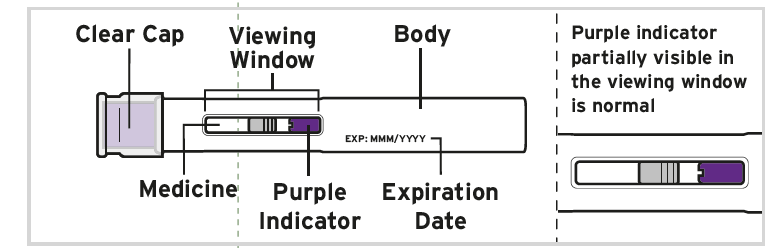 Clear Cap
Viewing
Window
Body
Medicine
Purple
Indicator
EXP: MMM/YYYY
Expiration
Date
Purple indicator
partially visible in
the viewing window
is normal